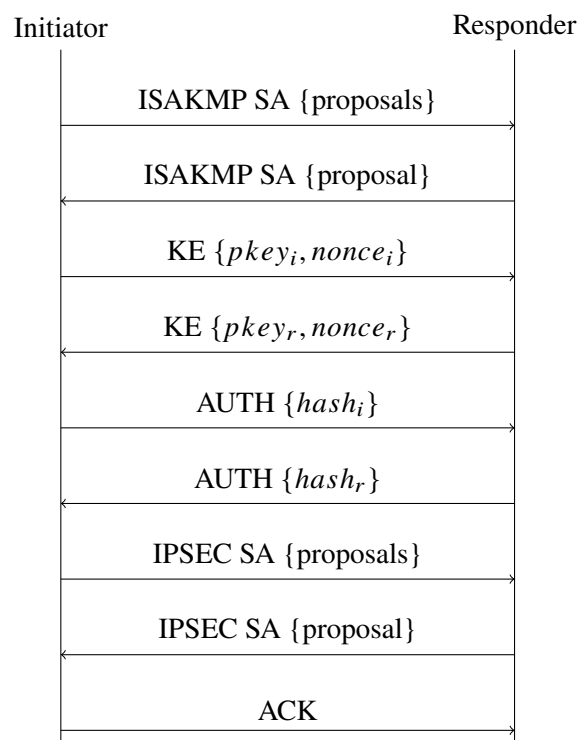 Initiator
Responder
ISAKMP SA {proposals}
ISAKMP SA {proposal}
KE {pkey_i, nonce_i}
KE {pkey_r, nonce_r}
AUTH {hash_i}
AUTH {hash_r}
IPSEC SA {proposals}
IPSEC SA {proposal}
ACK